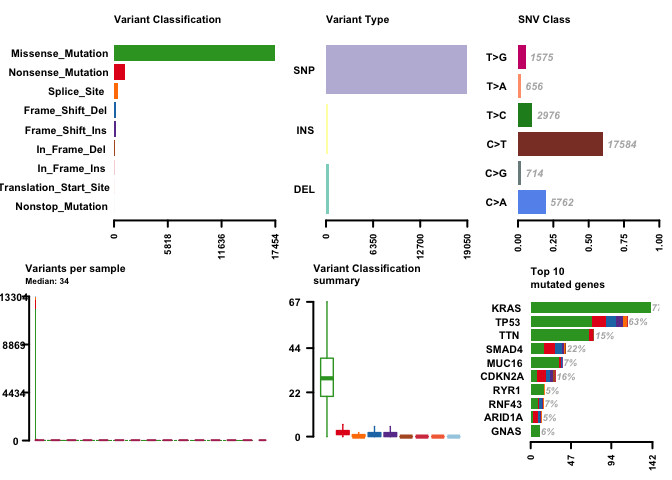 Variant Classification
Missense_Mutation
Nonsense_Mutation
Splice_Site
Frame_Shift_Del
Frame_Shift_Ins
In_Frame_Del
In_Frame_Ins
Translation_Start_Site
Nonstop_Mutation
0 5818 11636 17454
Variant Type
SNP
INS
DEL
0 6350 12700 19050
SNV Class
T>G 1575
T>A 656
T>C 2976
C>T 17584
C>G 714
C>A 5762
0.00 0.25 0.50 0.75 1.00
Variants per sample
Median: 34
13304
8869
4434
0
Variant Classification
summary
67
44
22
0
Top 10
mutated genes
KRAS
TP53 63%
TTN 15%
SMAD4 22%
MUC16 7%
CDKN2A 16%
RYR1 5%
RNF43 7%
ARID1A 5%
GNAS 6%
0 47 94 142